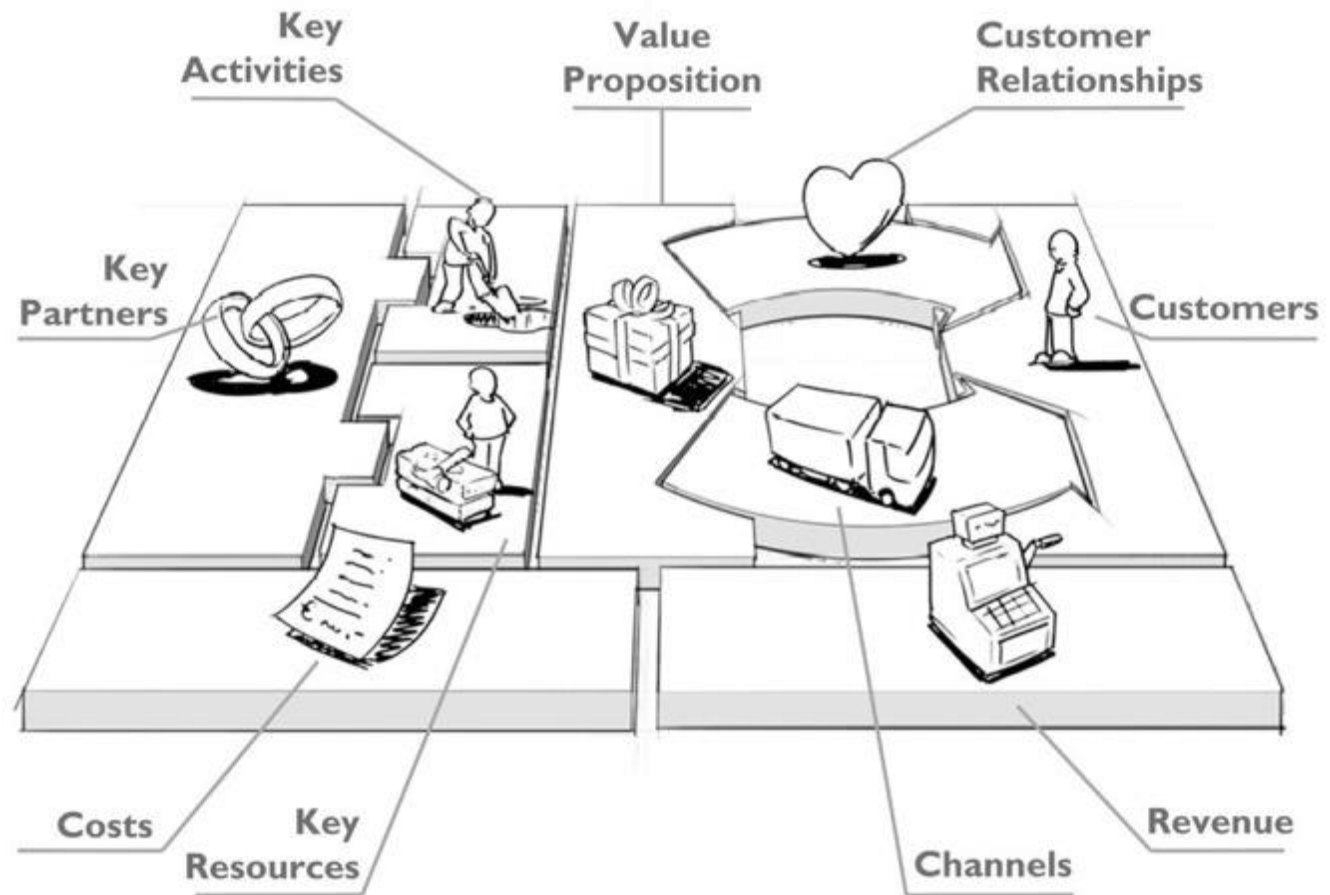 Key
Activities
Value
Proposition
Customer
Relationships
Key
Partners
Customers
Costs
Key
Resources
Channels
Revenue